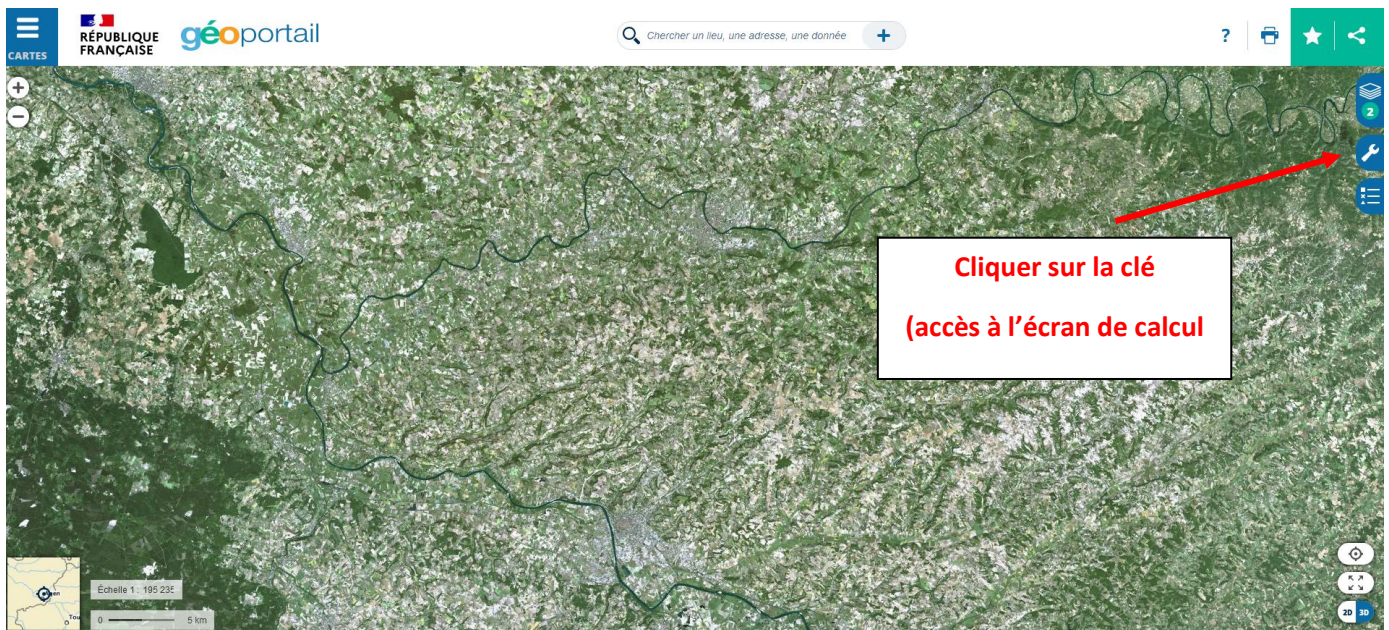 CARTES
RÉPUBLIQUE
FRANÇAISE
géoportail
Chercher un lieu, une adresse, une donnée
+
?
+
−
2
Cliquer sur la clé
(accès à l’écran de calcul
Échelle 1 : 195 235
0 5 km
2D 3D